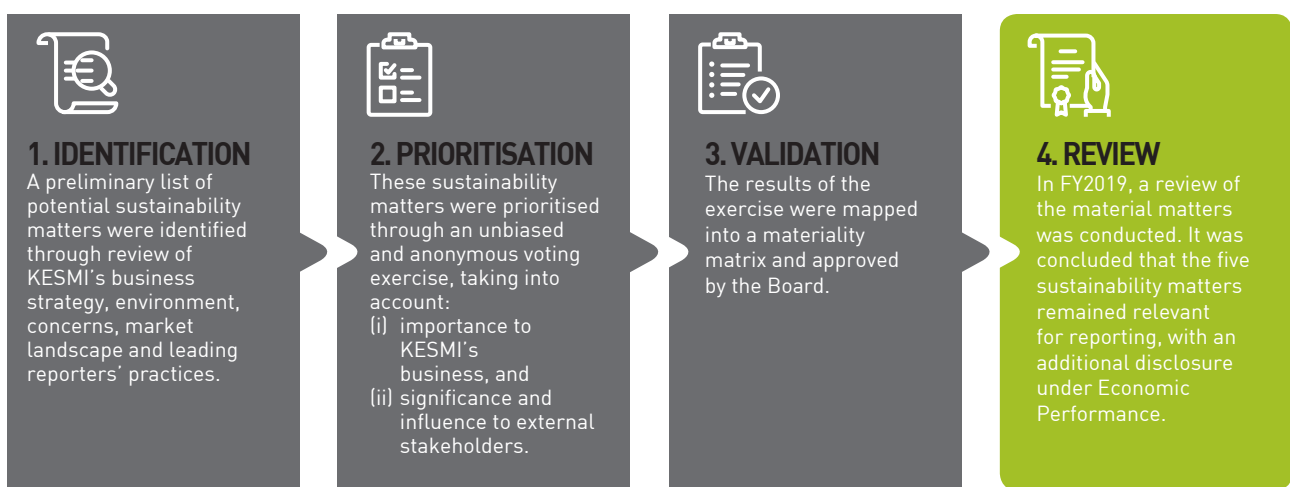 1. IDENTIFICATION
A preliminary list of
potential sustainability
matters were identified
through review of
KESMI's business
strategy, environment,
concerns, market
landscape and leading
reporters' practices.
2. PRIORITISATION
These sustainability
matters were prioritised
through an unbiased
and anonymous voting
exercise, taking into
account:
(i) importance to
KESMI's
business, and
(ii) significance and
influence to external
stakeholders.
3. VALIDATION
The results of the
exercise were mapped
into a materiality
matrix and approved
by the Board.
4. REVIEW
In FY2019, a review of
the material matters
was conducted. It was
concluded that the five
sustainability matters
remained relevant
for reporting, with an
additional disclosure
under Economic
Performance.